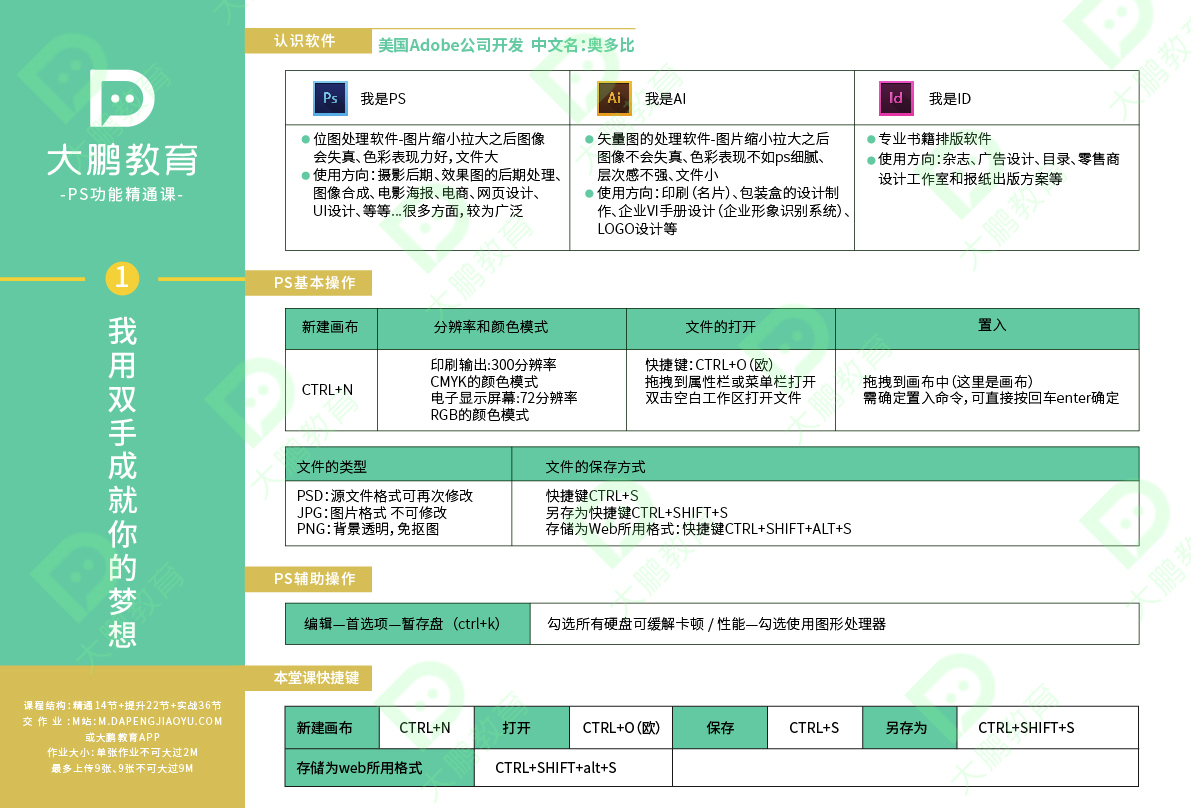 大鹏教育
-PS功能精通课-
1
我用双手成就你的梦想
课程结构:精通14节+提升22节+实战36节
交 作 业 :M站:M.DAPENGJIAOYU.COM
或大鹏教育APP
作业大小:单张作业不可大过2M
最多上传9张、9张不可大过9M
认识软件
美国Adobe公司开发 中文名:奥多比
Ps 我是PS
位图处理软件-图片缩小拉大之后图像
会失真、色彩表现力好,文件大
使用方向:摄影后期、效果图的后期处理、
图像合成、电影海报、电商、网页设计、
UI设计、等等...很多方面,较为广泛
Ai 我是AI
矢量图的处理软件-图片缩小拉大之后
图像不会失真、色彩表现不如ps细腻、
层次感不强、文件小
使用方向:印刷(名片)、包装盒的设计制
作、企业VI手册设计(企业形象识别系统)、
LOGO设计等
Id 我是ID
专业书籍排版软件
使用方向:杂志、广告设计、目录、零售商
设计工作室和报纸出版方案等
PS基本操作
新建画布 分辨率和颜色模式 文件的打开 置入
CTRL+N
印刷输出:300分辨率
CMYK的颜色模式
电子显示屏幕:72分辨率
RGB的颜色模式
快捷键:CTRL+O(欧)
拖拽到属性栏或菜单栏打开
双击空白工作区打开文件
拖拽到画布中(这里是画布)
需确定置入命令,可直接按回车enter确定
文件的类型 文件的保存方式
PSD:源文件格式可再次修改
JPG:图片格式 不可修改
PNG:背景透明,免抠图
快捷键CTRL+S
另存为快捷键CTRL+SHIFT+S
存储为Web所用格式:快捷键CTRL+SHIFT+ALT+S
PS辅助操作
编辑—首选项—暂存盘(ctrl+k) 勾选所有硬盘可缓解卡顿 / 性能—勾选使用图形处理器
本堂课快捷键
新建画布 CTRL+N 打开 CTRL+O(欧) 保存 CTRL+S 另存为 CTRL+SHIFT+S
存储为web所用格式 CTRL+SHIFT+alt+S